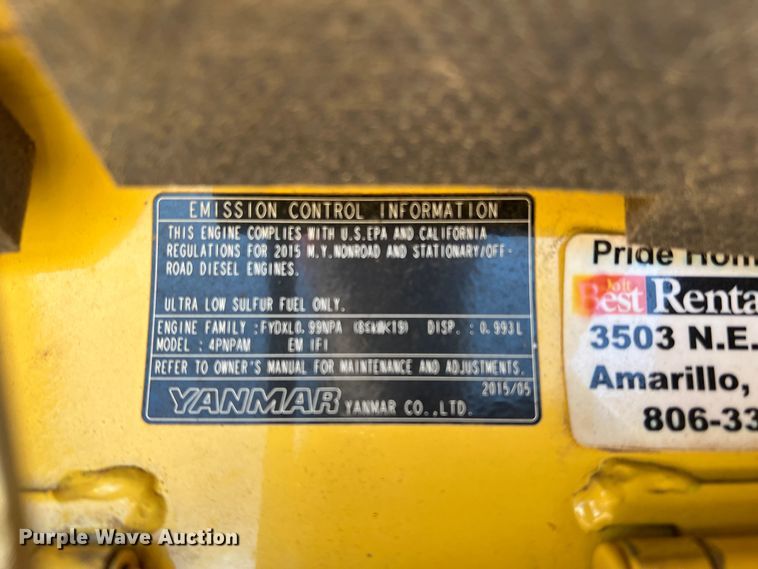 EMISSION CONTROL INFORMATION
THIS ENGINE COMPLIES WITH U.S.EPA AND CALIFORNIA
REGULATIONS FOR 2015 M.Y.NONROAD AND STATIONARY/OFF-
ROAD DIESEL ENGINES.
ULTRA LOW SULFUR FUEL ONLY.
ENGINE FAMILY :FYDXL0.99NPA DISP.: 0.993L
MODEL : 4PNPAM EM IFI
REFER TO OWNER'S MANUAL FOR MAINTENANCE AND ADJUSTMENTS.
2015/05
YANMAR YANMAR CO.,LTD.
Pride Hom
Do it
Best Renta
3503 N.E.
Amarillo,
806-33
Purple Wave Auction